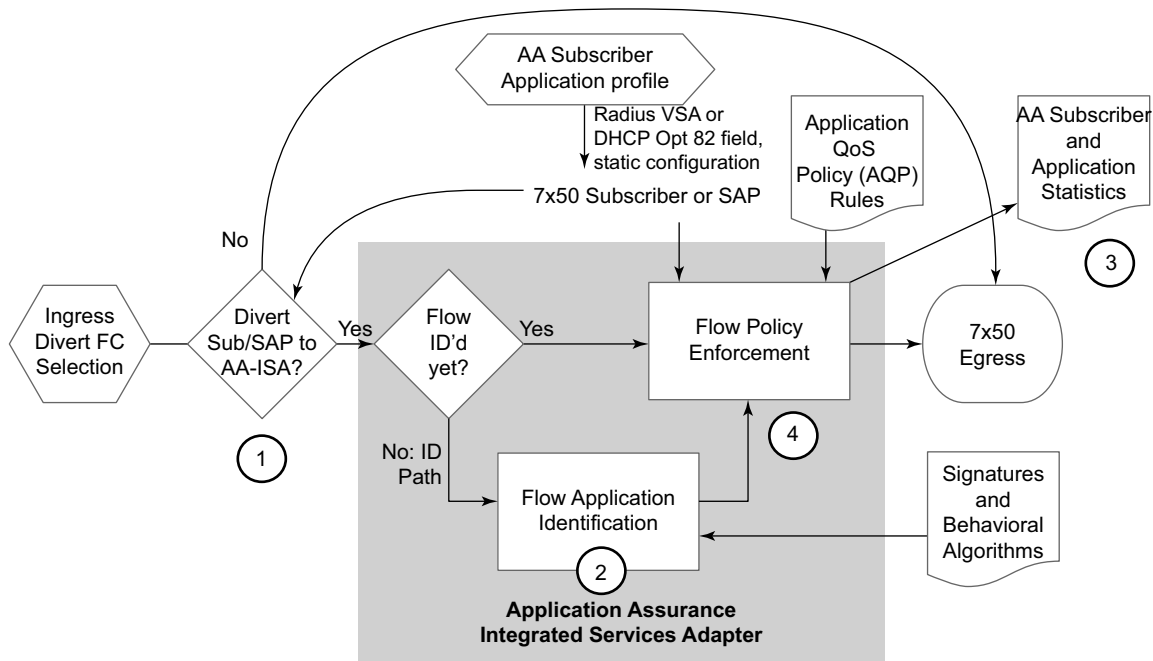 AA Subscriber
Application profile
Radius VSA or
DHCP Opt 82 field,
static configuration
7x50 Subscriber or SAP
Application
QoS
Policy (AQP)
Rules
AA Subscriber
and
Application
Statistics
3
No
Ingress
Divert FC
Selection
Divert
Sub/SAP to
AA-ISA?
1
Yes
Flow
ID'd
yet?
Yes
Flow Policy
Enforcement
4
7x50
Egress
No: ID
Path
Flow Application
Identification
2
Signatures
and
Behavioral
Algorithms
Application Assurance
Integrated Services Adapter